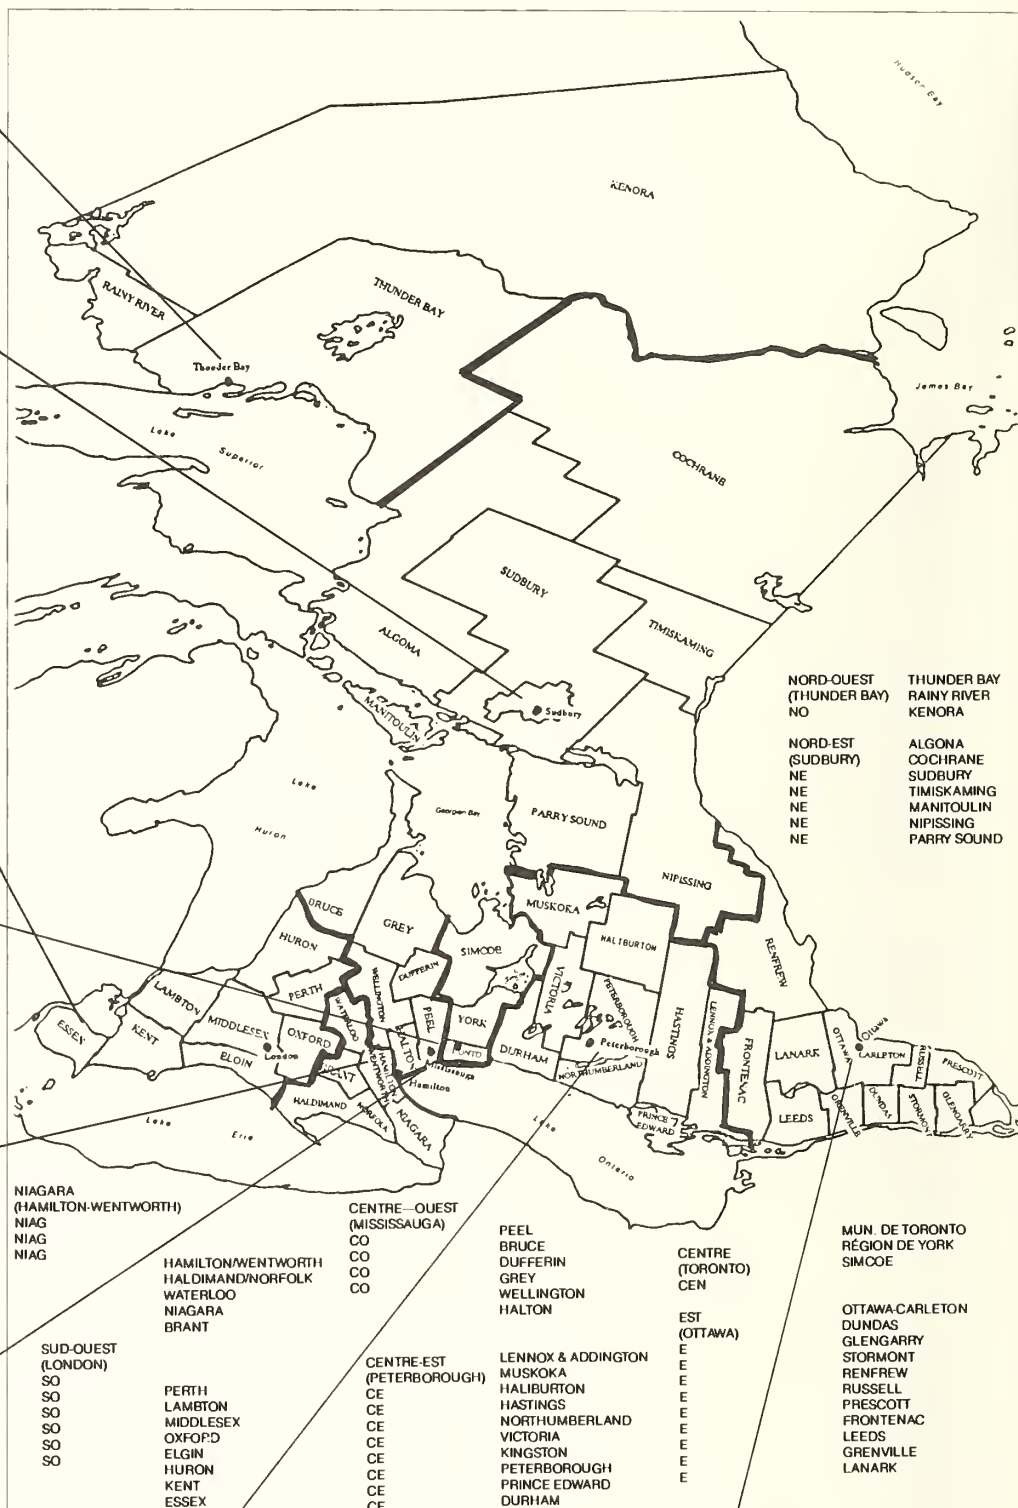 Hudson Bay
KENORA
RAINY RIVER
THUNDER BAY
Thooder Bay
James Bay
Lake
Superior
COCHRANE
SUDBURY
TIMISKAMING
ALGOMA
MANITOULIN
Sudbury
NORD-OUEST THUNDER BAY
(THUNDER BAY) RAINY RIVER
NO KENORA
NORD-EST ALGONA
(SUDBURY) COCHRANE
NE SUDBURY
NE TIMISKAMING
NE MANITOULIN
NE NIPISSING
NE PARRY SOUND
Lake
Huron
Georgen Bay
PARRY SOUND
NIPISSING
MUSKOKA
BRUCE
GREY
SIMCOE
HALIBURTON
RENFREW
HURON
DUFFERIN
WELLINGTON
VICTORIA
PETERBOROUGH
HASTINGS
LENNOX & ADDINGTON
FRONTENAC
LAMBTON
PERTH
WATERLOO
PEEL
YORK
ESSEX
KENT
MIDDLESEX
OXFORD
London
ELGIN
HALTON
Mississauga
DURHAM
Peterborough
NORTHUMBERLAND
LANARK
OTTAWA
Ottawa
CARLPTON
RUSSELL
PRESCOTT
HAMILTON
WENTWORTH
Hamilton
HALDIMAND
NORFOLK
NIAGARA
PRINCE
EDWARD
LEEDS
GRENVILLE
DUNDAS
STORMONT
GLENGARRY
Lake Erie
Lake
Ontario
NIAGARA
(HAMILTON-WENTWORTH)
NIAG
NIAG
NIAG
HAMILTON/WENTWORTH
HALDIMAND/NORFOLK
WATERLOO
NIAGARA
BRANT
CENTRE—OUEST
(MISSISSAUGA)
CO
CO
CO
CO
PEEL
BRUCE
DUFFERIN
GREY
WELLINGTON
HALTON
CENTRE
(TORONTO)
CEN
MUN. DE TORONTO
RÉGION DE YORK
SIMCOE
SUD-OUEST
(LONDON)
SO
SO
SO
SO
SO
SO
PERTH
LAMBTON
MIDDLESEX
OXFORD
ELGIN
HURON
KENT
ESSEX
CENTRE-EST
(PETERBOROUGH)
CE
CE
CE
CE
CE
CE
CE
CE
LENNOX & ADDINGTON
MUSKOKA
HALIBURTON
HASTINGS
NORTHUMBERLAND
VICTORIA
KINGSTON
PETERBOROUGH
PRINCE EDWARD
DURHAM
EST
(OTTAWA)
E
E
E
E
E
E
E
E
E
OTTAWA-CARLETON
DUNDAS
GLENGARRY
STORMONT
RENFREW
RUSSELL
PRESCOTT
FRONTENAC
LEEDS
GRENVILLE
LANARK